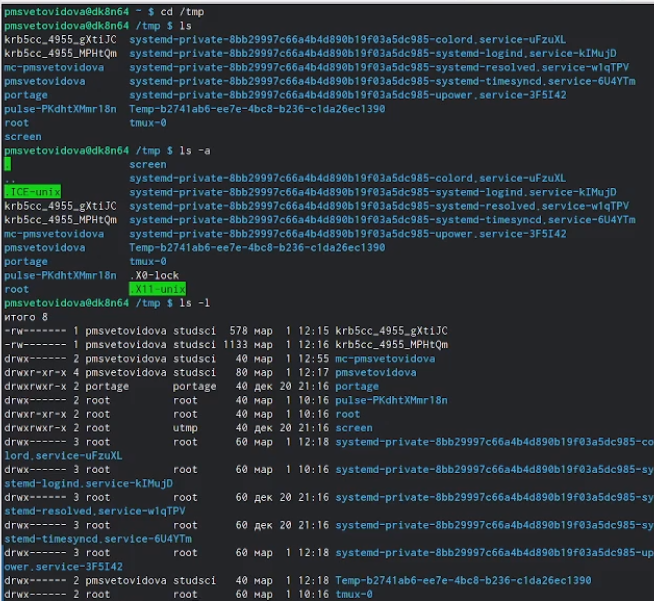 pmsvetovidova@dk8n64 ~ $ cd /tmp
pmsvetovidova@dk8n64 /tmp $ ls
krb5cc_4955_gXtiJC systemd-private-8bb29997c66a4b4d890b19f03a5dc985-colord.service-uFzuXL
krb5cc_4955_MPHtQm systemd-private-8bb29997c66a4b4d890b19f03a5dc985-systemd-logind.service-kIMujD
mc-pmsvetovidova systemd-private-8bb29997c66a4b4d890b19f03a5dc985-systemd-resolved.service-w1qTPV
pmsvetovidova systemd-private-8bb29997c66a4b4d890b19f03a5dc985-systemd-timesyncd.service-6U4YTm
portage systemd-private-8bb29997c66a4b4d890b19f03a5dc985-upower.service-3F5I42
pulse-PKdhtXMmr18n Temp-b2741ab6-ee7e-4bc8-b236-c1da26ec1390
root tmux-0
screen
pmsvetovidova@dk8n64 /tmp $ ls -a
. screen
.. systemd-private-8bb29997c66a4b4d890b19f03a5dc985-colord.service-uFzuXL
.ICE-unix systemd-private-8bb29997c66a4b4d890b19f03a5dc985-systemd-logind.service-kIMujD
krb5cc_4955_gXtiJC systemd-private-8bb29997c66a4b4d890b19f03a5dc985-systemd-resolved.service-w1qTPV
krb5cc_4955_MPHtQm systemd-private-8bb29997c66a4b4d890b19f03a5dc985-systemd-timesyncd.service-6U4YTm
mc-pmsvetovidova systemd-private-8bb29997c66a4b4d890b19f03a5dc985-upower.service-3F5I42
pmsvetovidova Temp-b2741ab6-ee7e-4bc8-b236-c1da26ec1390
portage tmux-0
pulse-PKdhtXMmr18n .X0-lock
root .X11-unix
pmsvetovidova@dk8n64 /tmp $ ls -l
итого 8
-rw------- 1 pmsvetovidova studsci 578 мар 1 12:15 krb5cc_4955_gXtiJC
-rw------- 1 pmsvetovidova studsci 1133 мар 1 12:16 krb5cc_4955_MPHtQm
drwx------ 2 pmsvetovidova studsci 40 мар 1 12:55 mc-pmsvetovidova
drwxr-xr-x 4 pmsvetovidova studsci 80 мар 1 12:17 pmsvetovidova
drwxrwxr-x 2 portage portage 40 дек 20 21:16 portage
drwx------ 2 root root 40 мар 1 10:16 pulse-PKdhtXMmr18n
drwxr-xr-x 2 root root 40 мар 1 10:16 root
drwxrwxr-x 2 root utmp 40 дек 20 21:16 screen
drwx------ 3 root root 60 мар 1 12:18 systemd-private-8bb29997c66a4b4d890b19f03a5dc985-co
lord.service-uFzuXL
drwx------ 3 root root 60 мар 1 10:16 systemd-private-8bb29997c66a4b4d890b19f03a5dc985-sy
stemd-logind.service-kIMujD
drwx------ 3 root root 60 дек 20 21:16 systemd-private-8bb29997c66a4b4d890b19f03a5dc985-sy
stemd-resolved.service-w1qTPV
drwx------ 3 root root 60 дек 20 21:16 systemd-private-8bb29997c66a4b4d890b19f03a5dc985-sy
stemd-timesyncd.service-6U4YTm
drwx------ 3 root root 60 мар 1 12:18 systemd-private-8bb29997c66a4b4d890b19f03a5dc985-up
ower.service-3F5I42
drwx------ 2 pmsvetovidova studsci 40 мар 1 12:18 Temp-b2741ab6-ee7e-4bc8-b236-c1da26ec1390
drwx------ 2 root root 60 мар 1 10:16 tmux-0